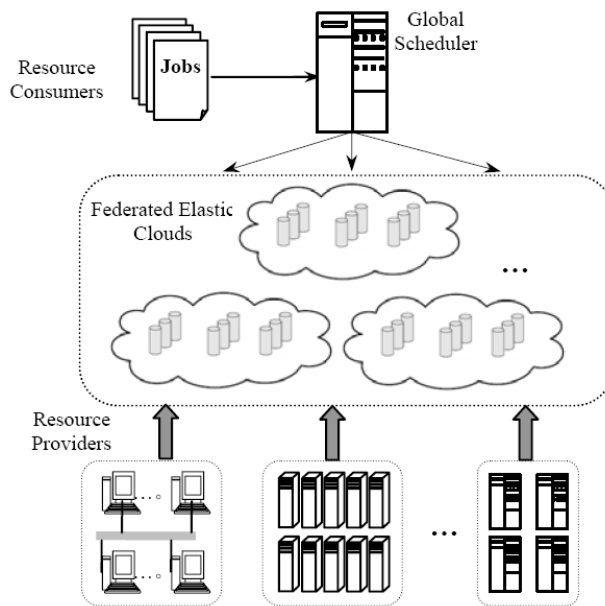 Global
Scheduler
Resource
Consumers
Jobs
Federated Elastic
Clouds
...
Resource
Providers
...